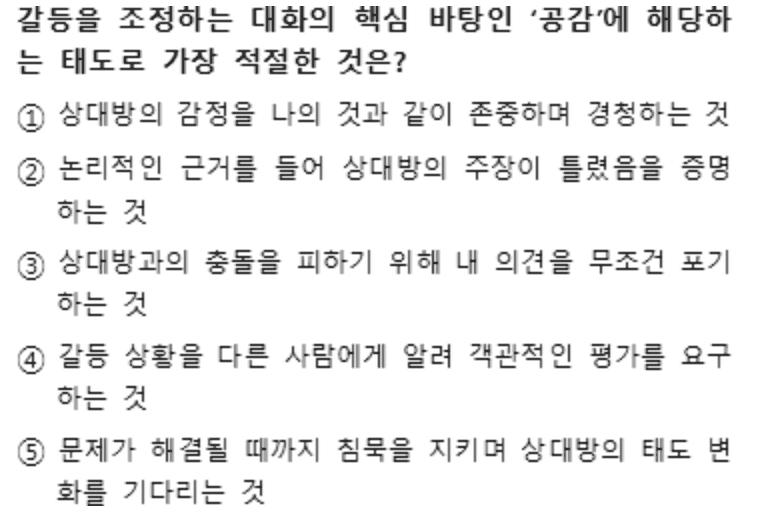 갈등을 조정하는 대화의 핵심 바탕인 ‘공감’에 해당하
는 태도로 가장 적절한 것은?
① 상대방의 감정을 나의 것과 같이 존중하며 경청하는 것
② 논리적인 근거를 들어 상대방의 주장이 틀렸음을 증명
하는 것
③ 상대방과의 충돌을 피하기 위해 내 의견을 무조건 포기
하는 것
④ 갈등 상황을 다른 사람에게 알려 객관적인 평가를 요구
하는 것
⑤ 문제가 해결될 때까지 침묵을 지키며 상대방의 태도 변
화를 기다리는 것